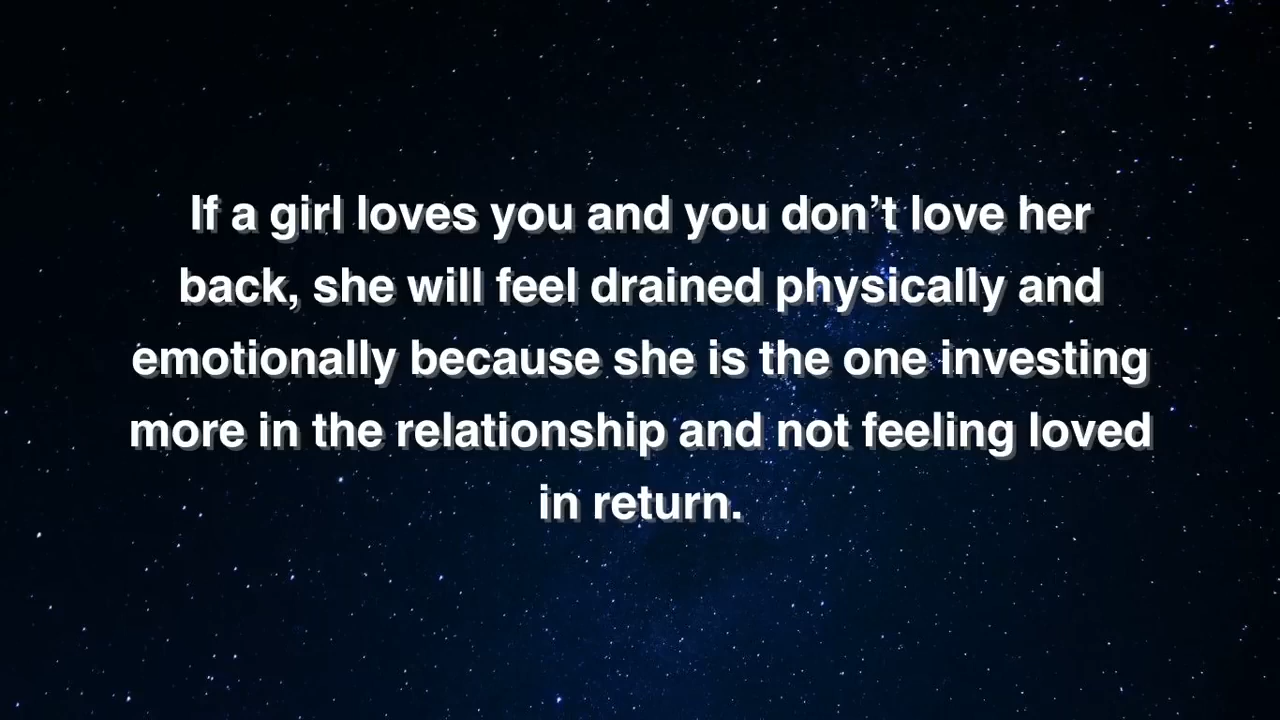 If a girl loves you and you don’t love her
back, she will feel drained physically and
emotionally because she is the one investing
more in the relationship and not feeling loved
in return.